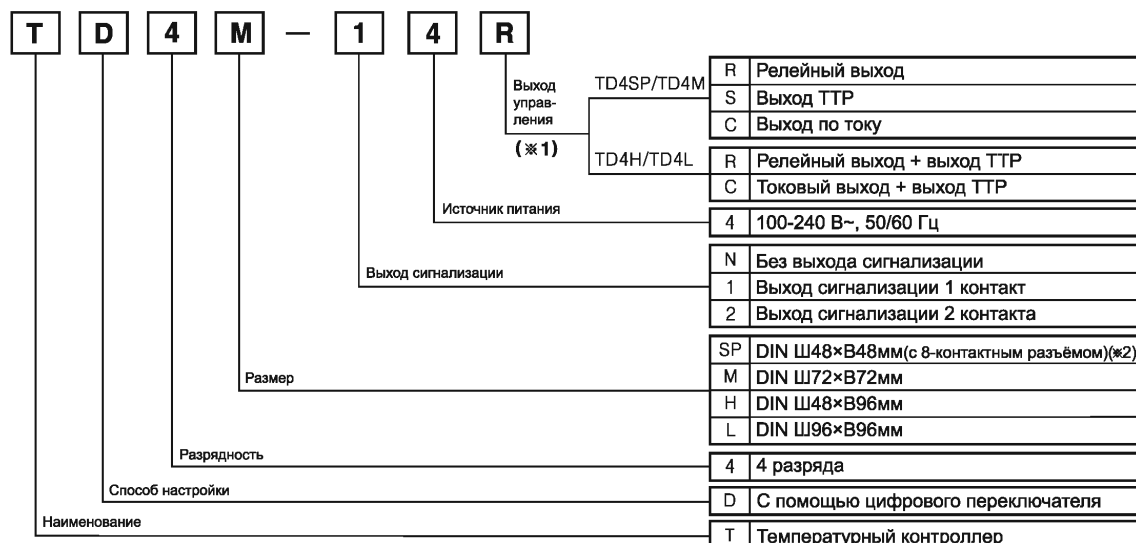 T D 4 M — 1 4 R
Выход
управ-
ления
(※1)
TD4SP/TD4M
R Релейный выход
S Выход ТТР
C Выход по току
TD4H/TD4L
R Релейный выход + выход ТТР
C Токовый выход + выход ТТР
Источник питания
4 100-240 В~, 50/60 Гц
Выход сигнализации
N Без выхода сигнализации
1 Выход сигнализации 1 контакт
2 Выход сигнализации 2 контакта
Размер
SP DIN Ш48×В48мм(с 8-контактным разъёмом)(※2)
M DIN Ш72×В72мм
H DIN Ш48×В96мм
L DIN Ш96×В96мм
Разрядность
4 4 разряда
Способ настройки
D С помощью цифрового переключателя
Наименование
T Температурный контроллер